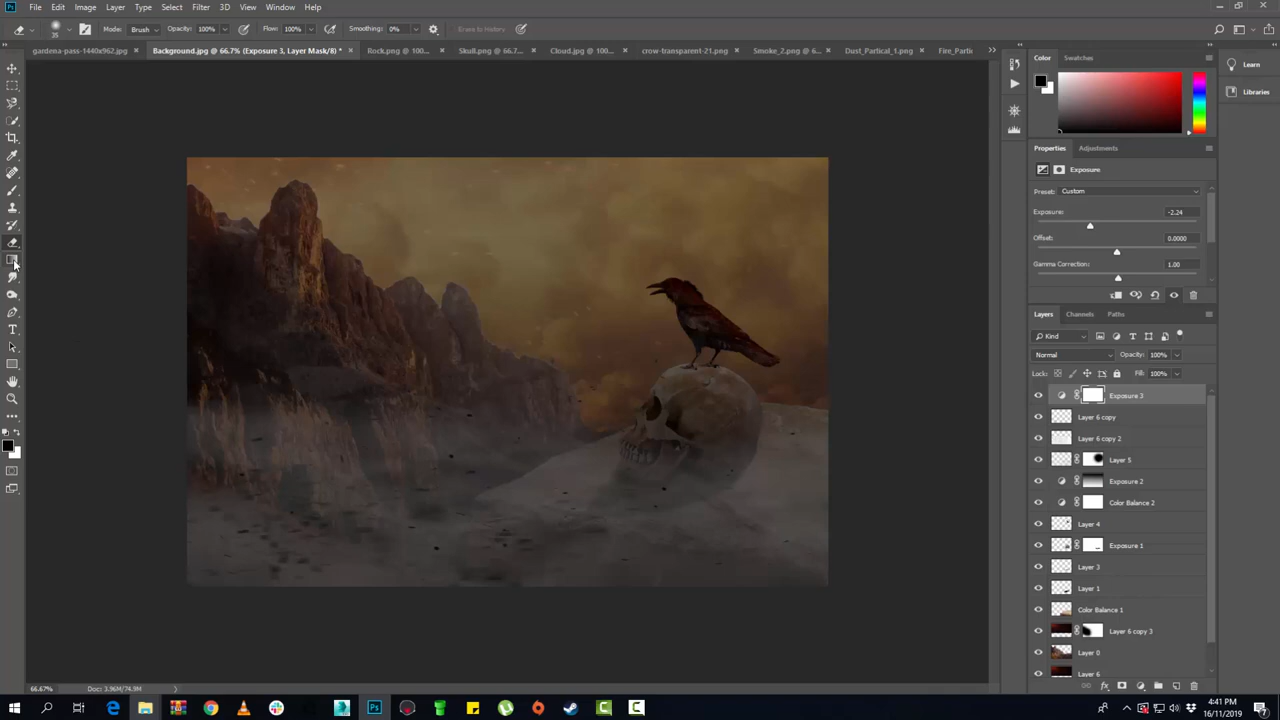 Ps File Edit Image Layer Type Select Filter 3D View Window Help
35 Mode: Brush Opacity: 100% Flow: 100% Smoothing: 0% Erase to History
gardena-pass-1440x962.jpg Background.jpg @ 66.7% (Exposure 3, Layer Mask/8) * Rock.png @ 100%... Skull.png @ 66.7... Cloud.jpg @ 100... crow-transparent-21.png Smoke_2.png @ 6... Dust_Partical_1.png Fire_Partic
Color Swatches
Learn
Libraries
Properties Adjustments
Exposure
Preset: Custom
Exposure: -2.24
Offset: 0.0000
Gamma Correction: 1.00
Layers Channels Paths
Kind
Normal Opacity: 100%
Lock: Fill: 100%
Exposure 3
Layer 6 copy
Layer 6 copy 2
Layer 5
Exposure 2
Color Balance 2
Layer 4
Exposure 1
Layer 3
Layer 1
Color Balance 1
Layer 6 copy 3
Layer 0
Layer 6
66.67% Doc: 3.96M/74.9M
4:41 PM
16/11/2019